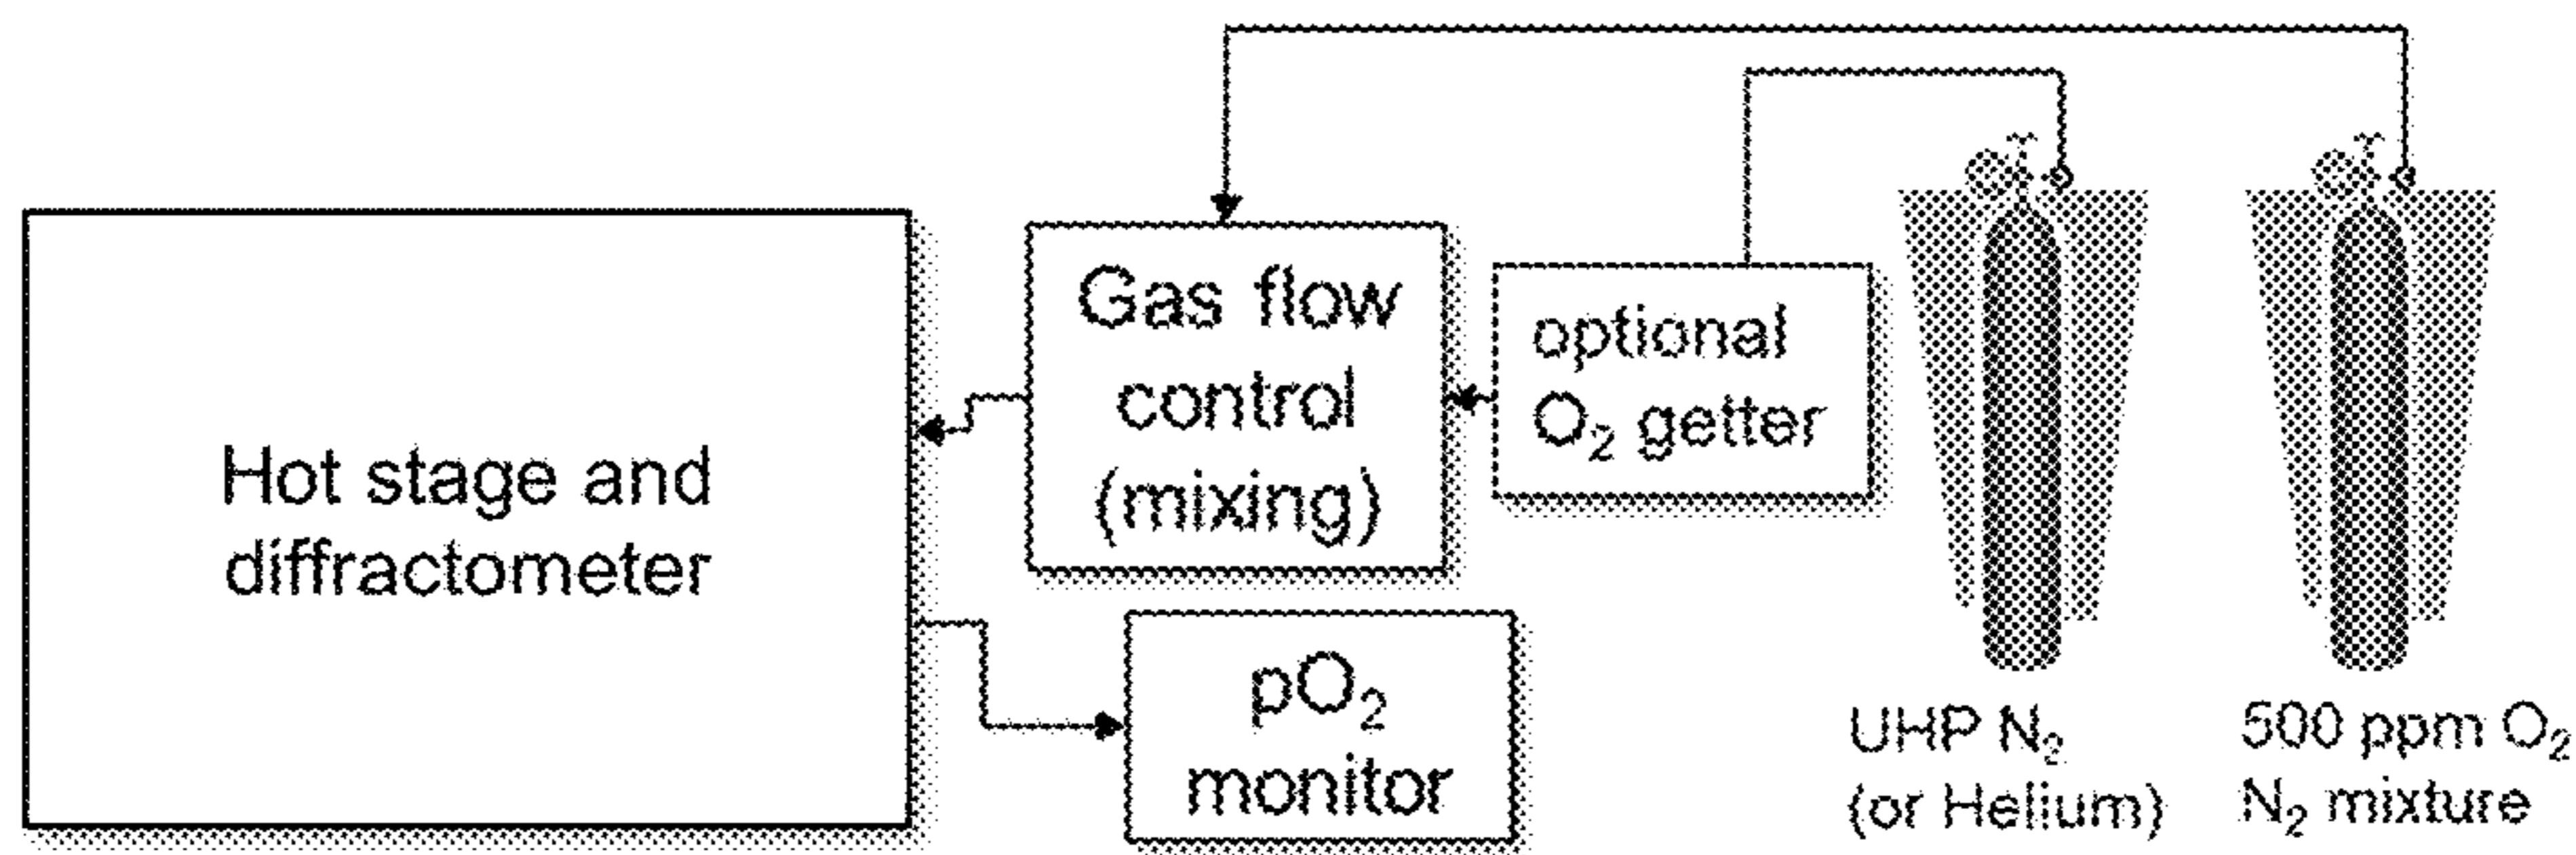 Hot stage and
diffractometer
Gas flow
control
(mixing)
optional
O₂ getter
pO₂
monitor
UHP N₂
(or Helium)
500 ppm O₂
N₂ mixture